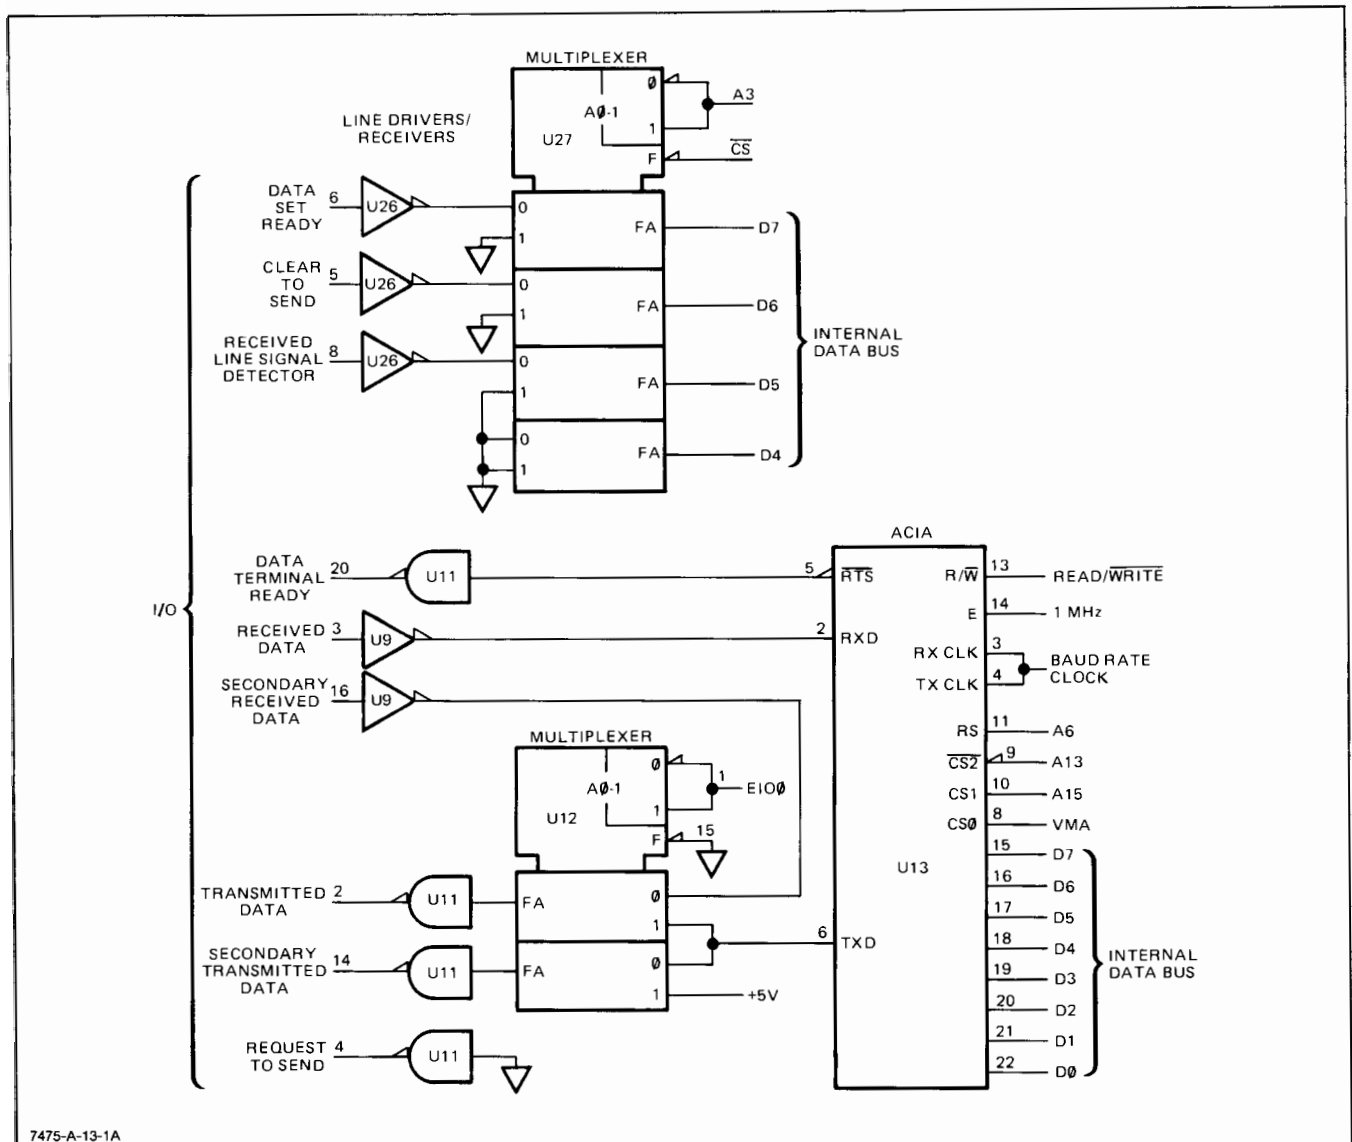 MULTIPLEXER
Ø
A3
AØ-1
1
U27
F
C̅S̅
LINE DRIVERS/
RECEIVERS
DATA
SET
READY
6
U26
0
1
FA
D7
CLEAR
TO
SEND
5
U26
0
1
FA
D6
RECEIVED
LINE SIGNAL
DETECTOR
8
U26
0
1
FA
D5
0
1
FA
D4
INTERNAL
DATA BUS
I/O
DATA
TERMINAL
READY
20
U11
RECEIVED
DATA
3
U9
SECONDARY
RECEIVED
DATA
16
U9
MULTIPLEXER
Ø
AØ-1
1
EIOØ
1
U12
F
15
TRANSMITTED
DATA
2
U11
FA
Ø
1
SECONDARY
TRANSMITTED
DATA
14
U11
FA
Ø
1
+5V
REQUEST
TO SEND
4
U11
ACIA
5
R̅T̅S̅
2
RXD
6
TXD
U13
R/W̅
13
READ/W̅R̅I̅T̅E̅
E
14
1 MHz
RX CLK
3
TX CLK
4
BAUD RATE
CLOCK
RS
11
A6
C̅S̅2̅
9
A13
CS1
10
A15
CSØ
8
VMA
15
D7
16
D6
17
D5
18
D4
19
D3
20
D2
21
D1
22
DØ
INTERNAL
DATA BUS
7475-A-13-1A